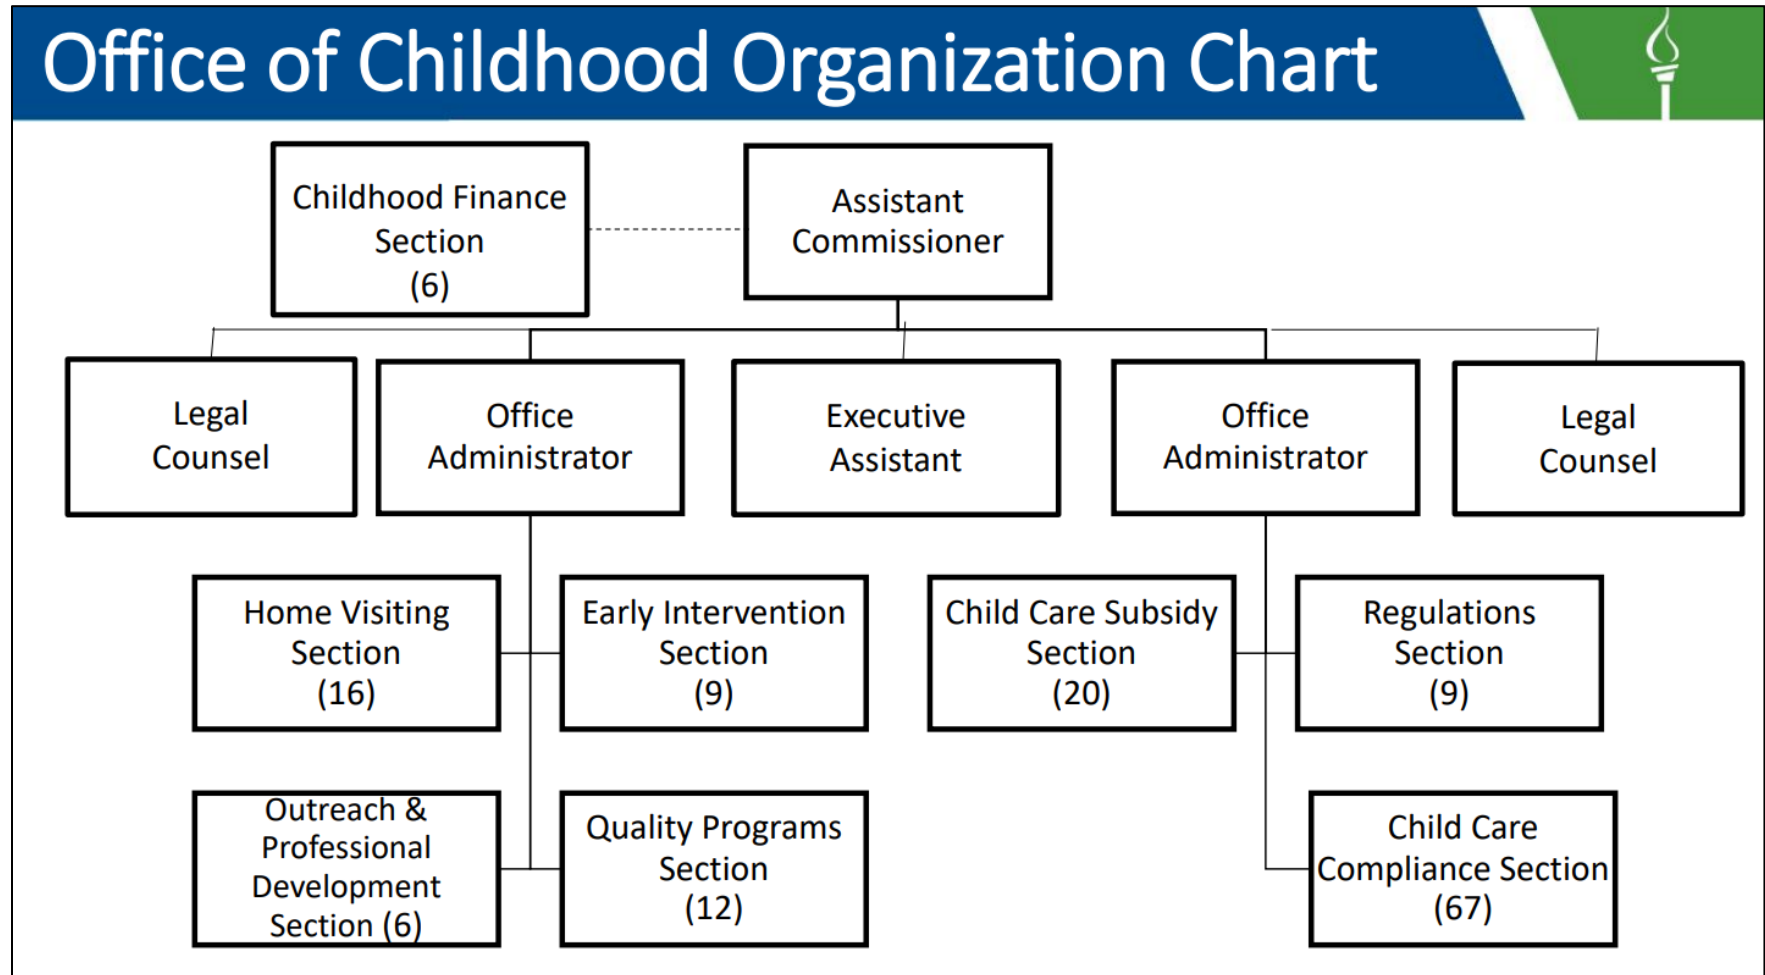 Office of Childhood Organization Chart
Childhood Finance
Section
(6)
Assistant
Commissioner
Legal
Counsel
Office
Administrator
Executive
Assistant
Office
Administrator
Legal
Counsel
Home Visiting
Section
(16)
Early Intervention
Section
(9)
Child Care Subsidy
Section
(20)
Regulations
Section
(9)
Outreach &
Professional
Development
Section (6)
Quality Programs
Section
(12)
Child Care
Compliance Section
(67)